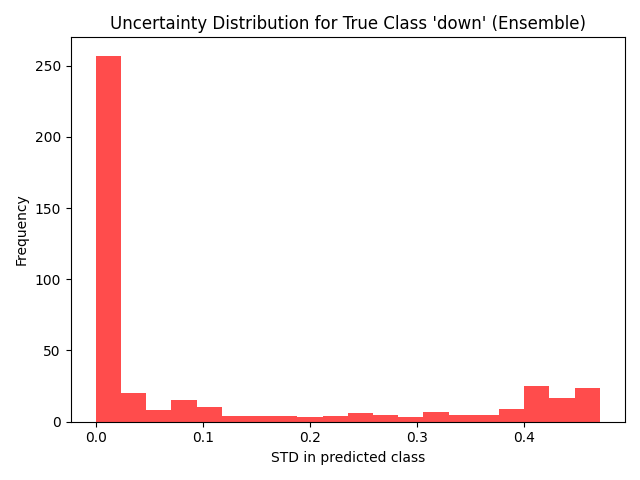 Uncertainty Distribution for True Class 'down' (Ensemble)
250
200
150
100
50
0
Frequency
0.0 0.1 0.2 0.3 0.4
STD in predicted class